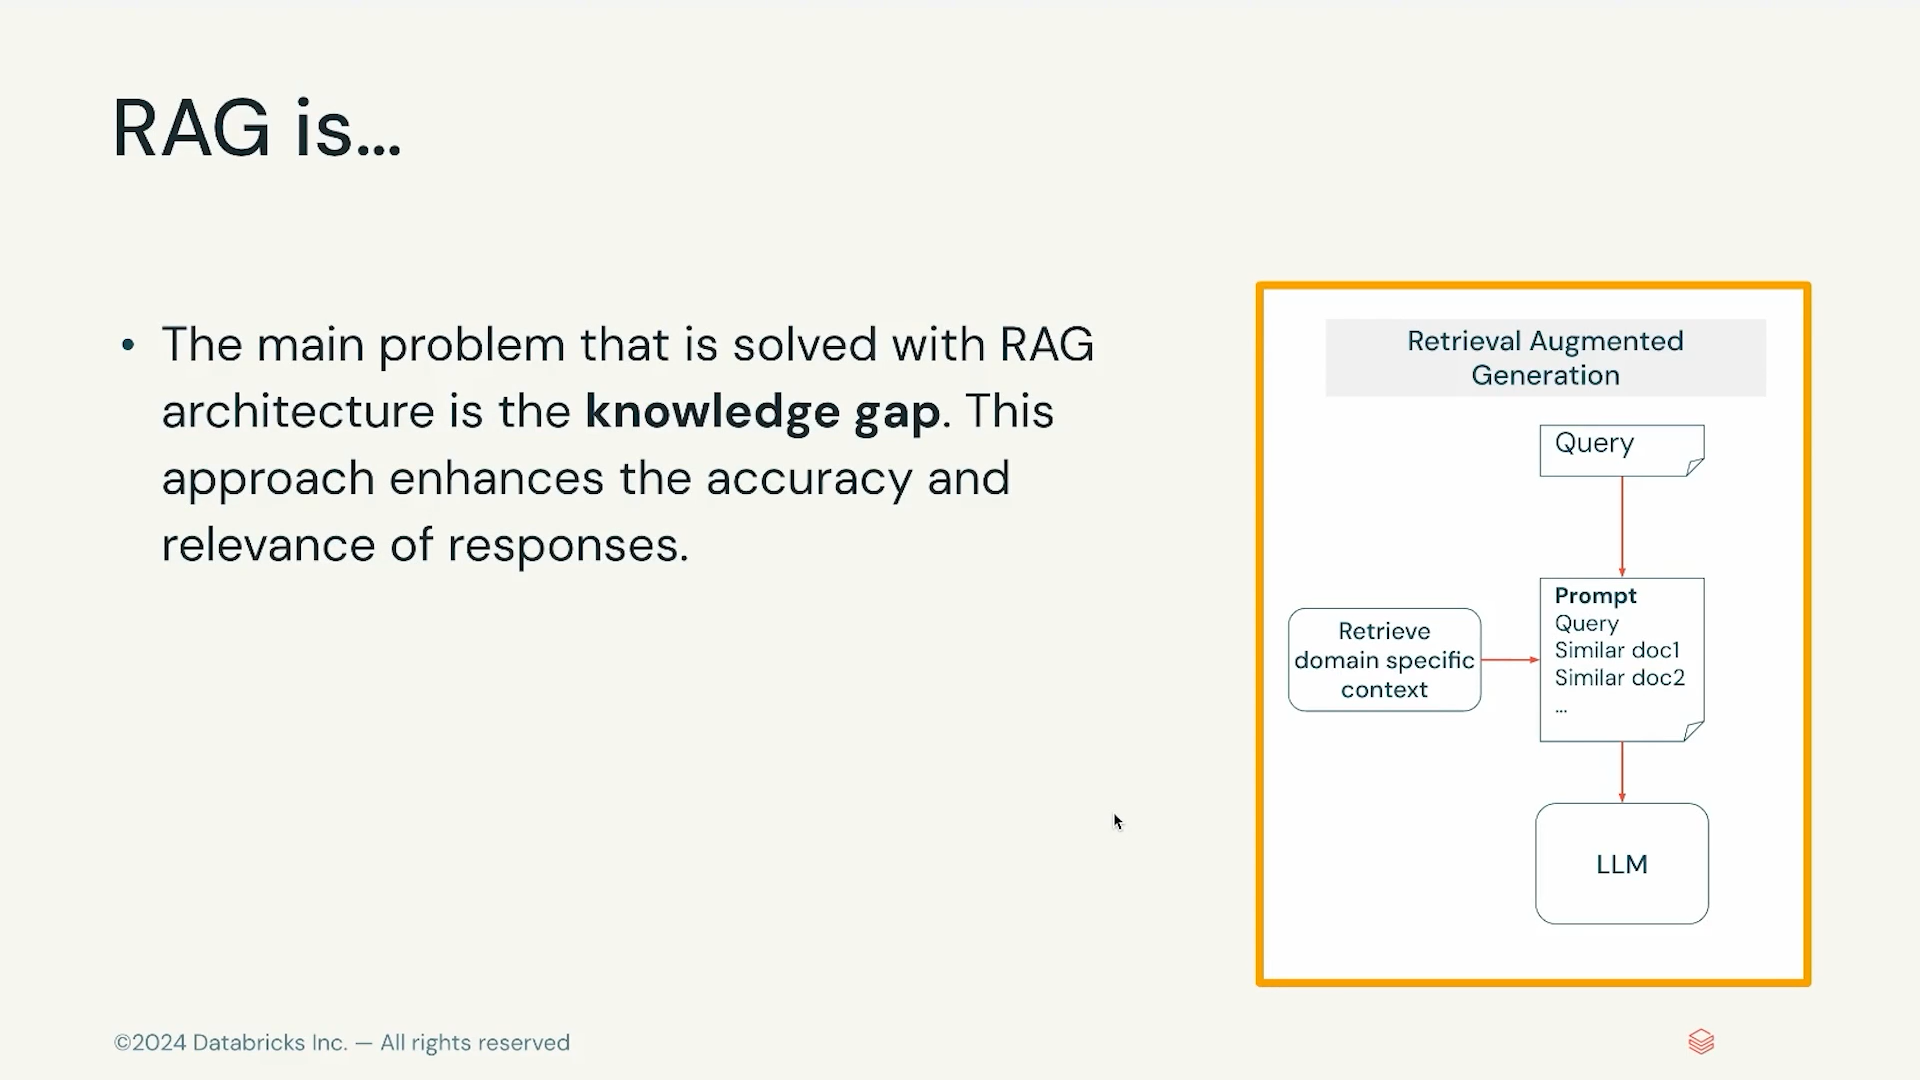 RAG is...
• The main problem that is solved with RAG
architecture is the knowledge gap. This
approach enhances the accuracy and
relevance of responses.
Retrieval Augmented
Generation
Query
Retrieve
domain specific
context
Prompt
Query
Similar doc1
Similar doc2
...
LLM
©2024 Databricks Inc. — All rights reserved